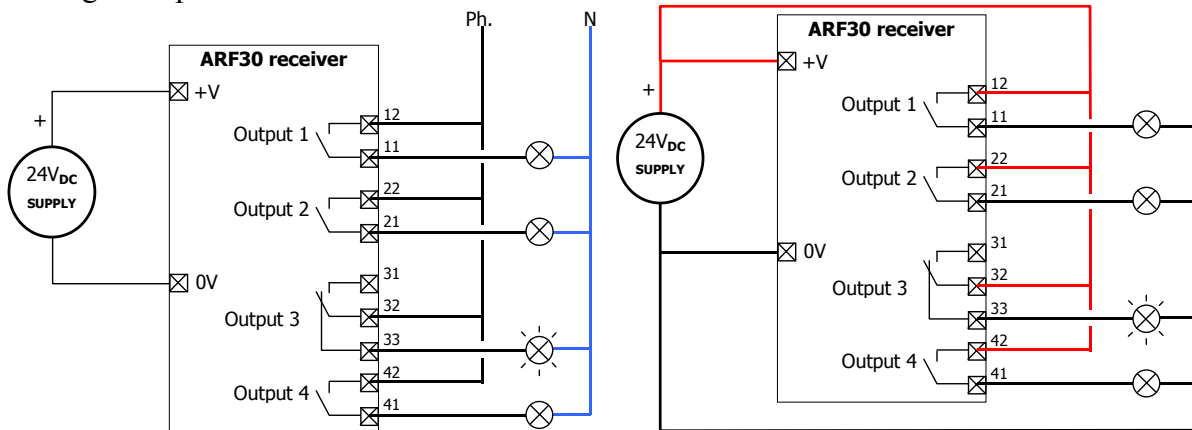 Ph.
N
ARF30 receiver
+V
+
12
Output 1
11
24VDC
SUPPLY
22
Output 2
21
0V
31
32
Output 3
33
42
Output 4
41
ARF30 receiver
+V
+
12
Output 1
11
24VDC
SUPPLY
22
Output 2
21
0V
31
32
Output 3
33
42
Output 4
41